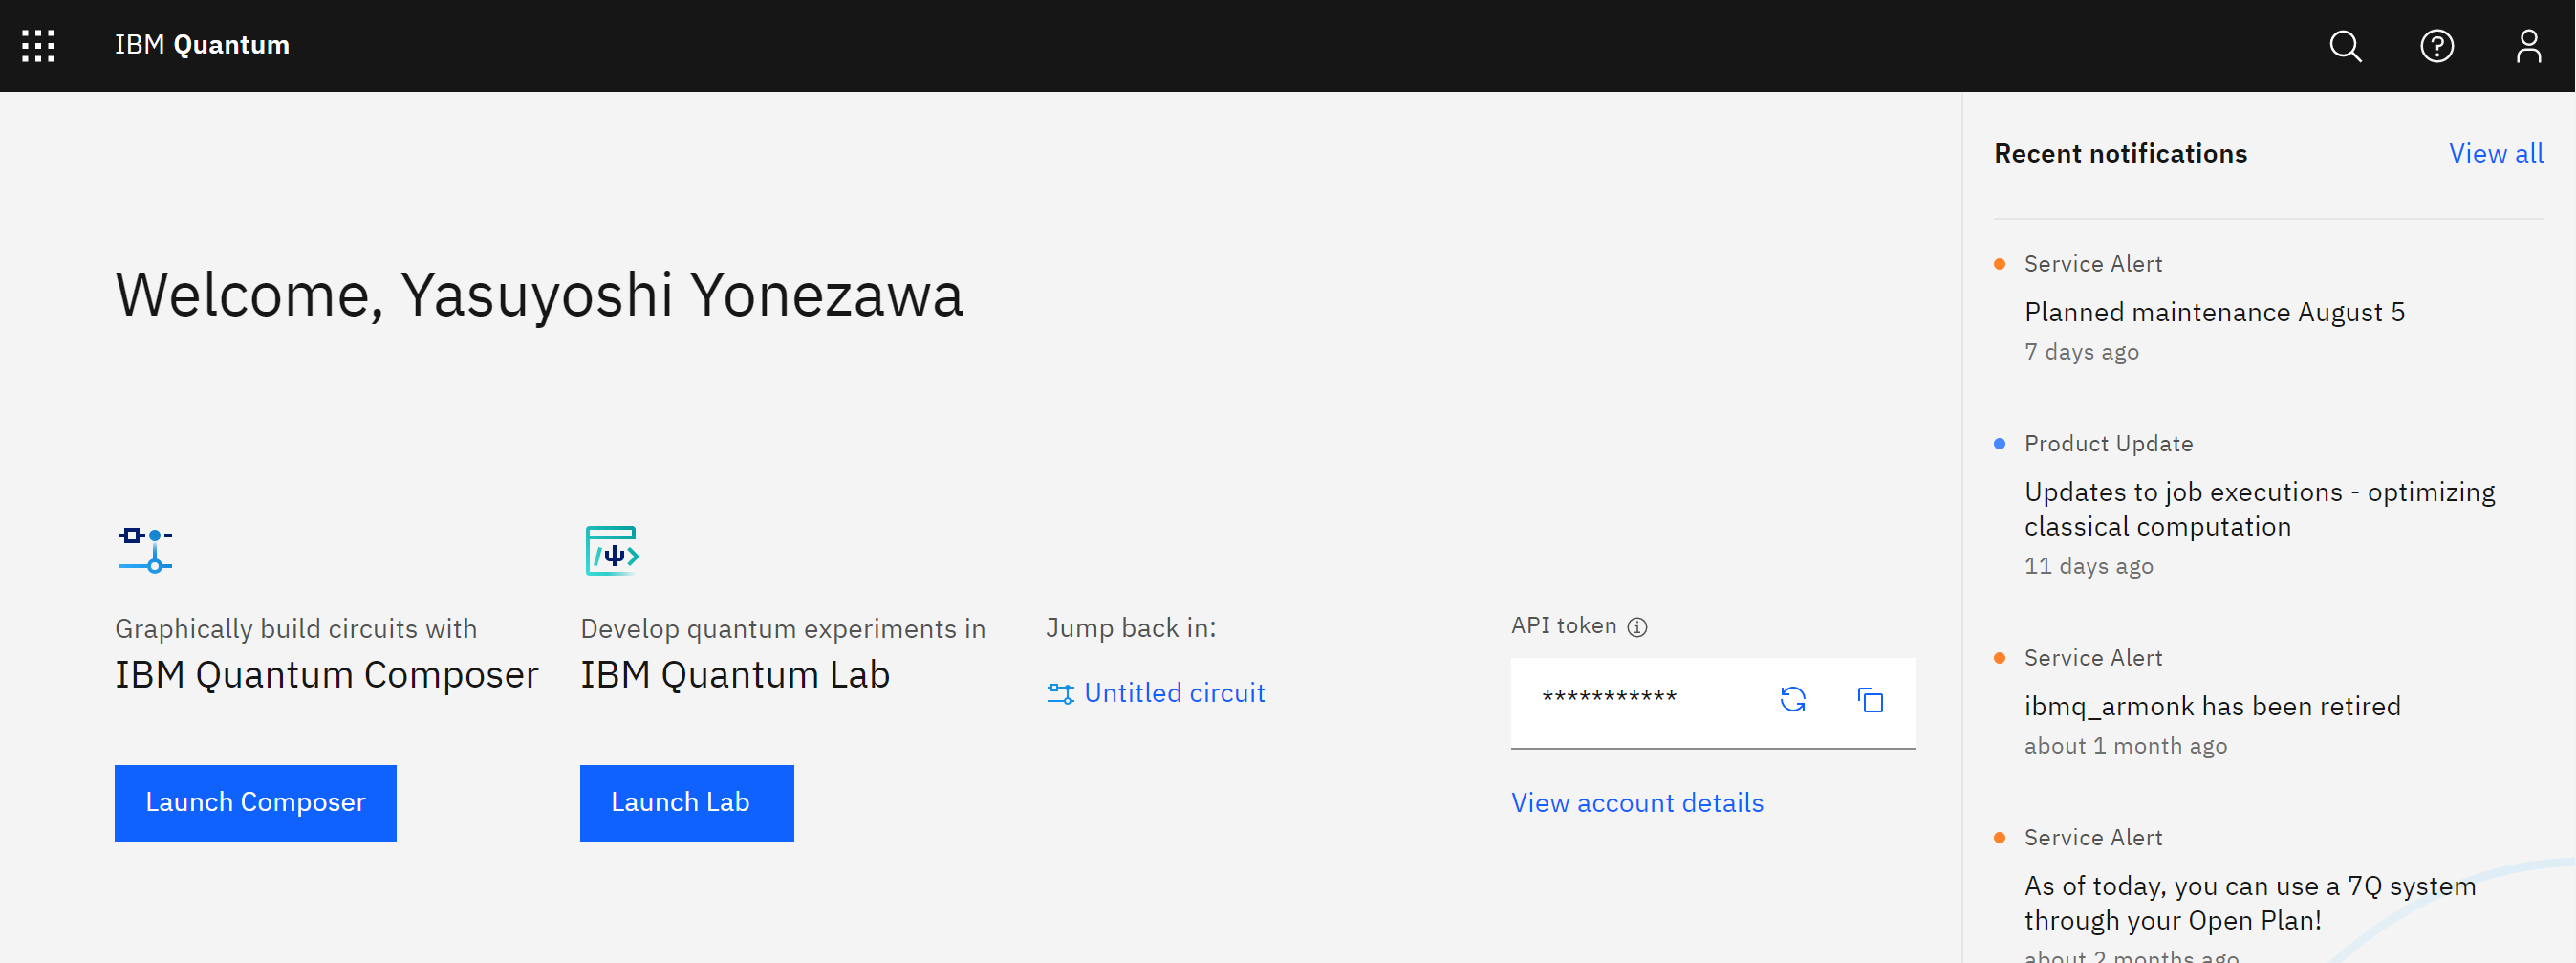 IBM Quantum
Welcome, Yasuyoshi Yonezawa
Graphically build circuits with
IBM Quantum Composer
Launch Composer
Develop quantum experiments in
IBM Quantum Lab
Launch Lab
Jump back in:
Untitled circuit
API token
***********
View account details
Recent notifications
View all
Service Alert
Planned maintenance August 5
7 days ago
Product Update
Updates to job executions - optimizing
classical computation
11 days ago
Service Alert
ibmq_armonk has been retired
about 1 month ago
Service Alert
As of today, you can use a 7Q system
through your Open Plan!
about 2 months ago